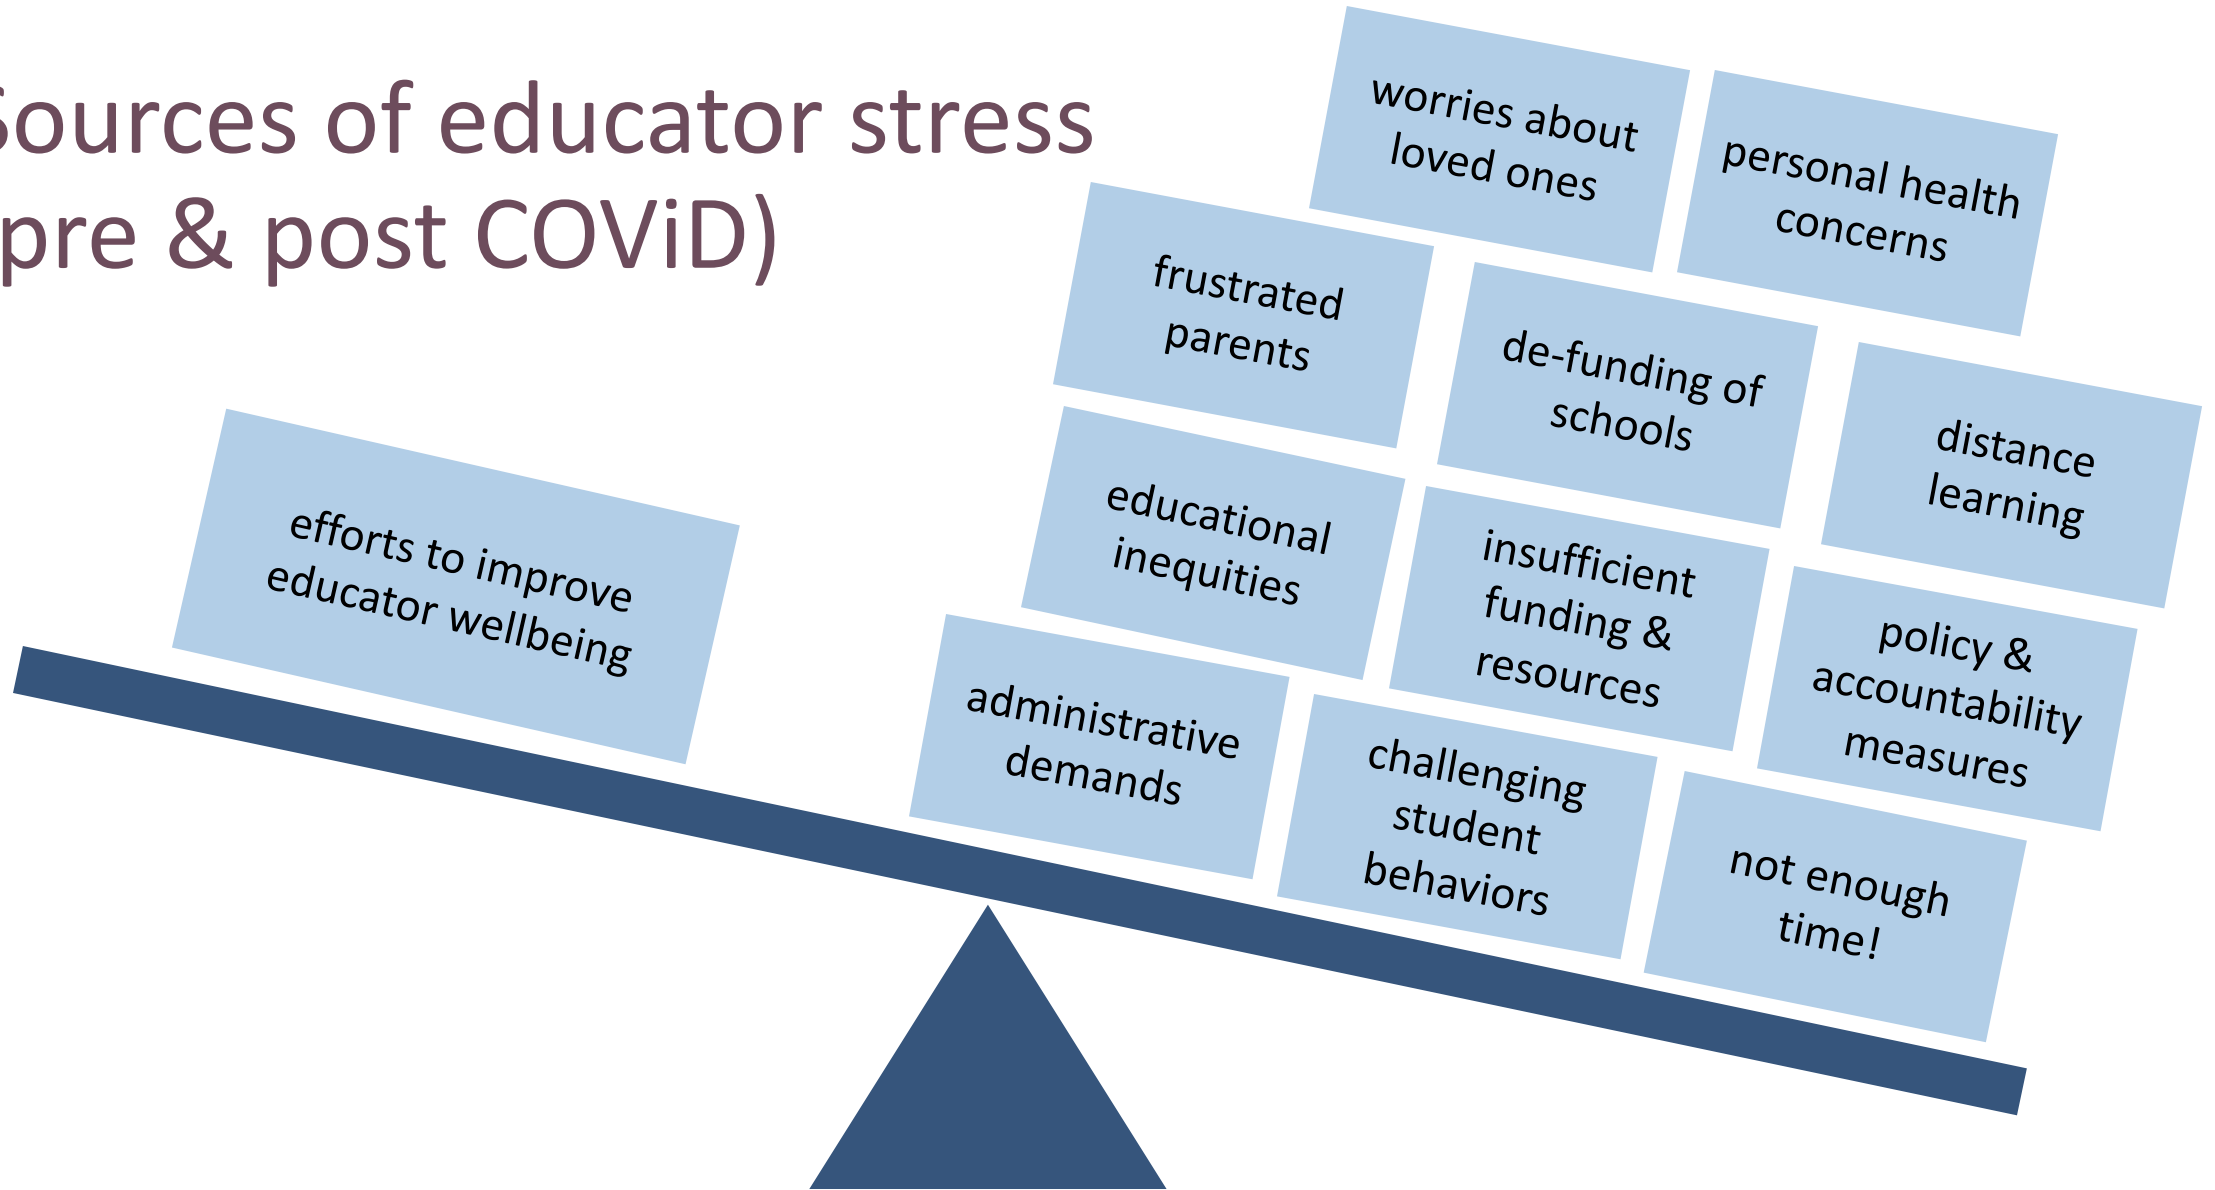 Sources of educator stress
pre & post COViD)
worries about
loved ones
personal health
concerns
frustrated
parents
de-funding of
schools
distance
learning
efforts to improve
educator wellbeing
educational
inequities
insufficient
funding &
resources
policy &
accountability
measures
administrative
demands
challenging
student
behaviors
not enough
time!